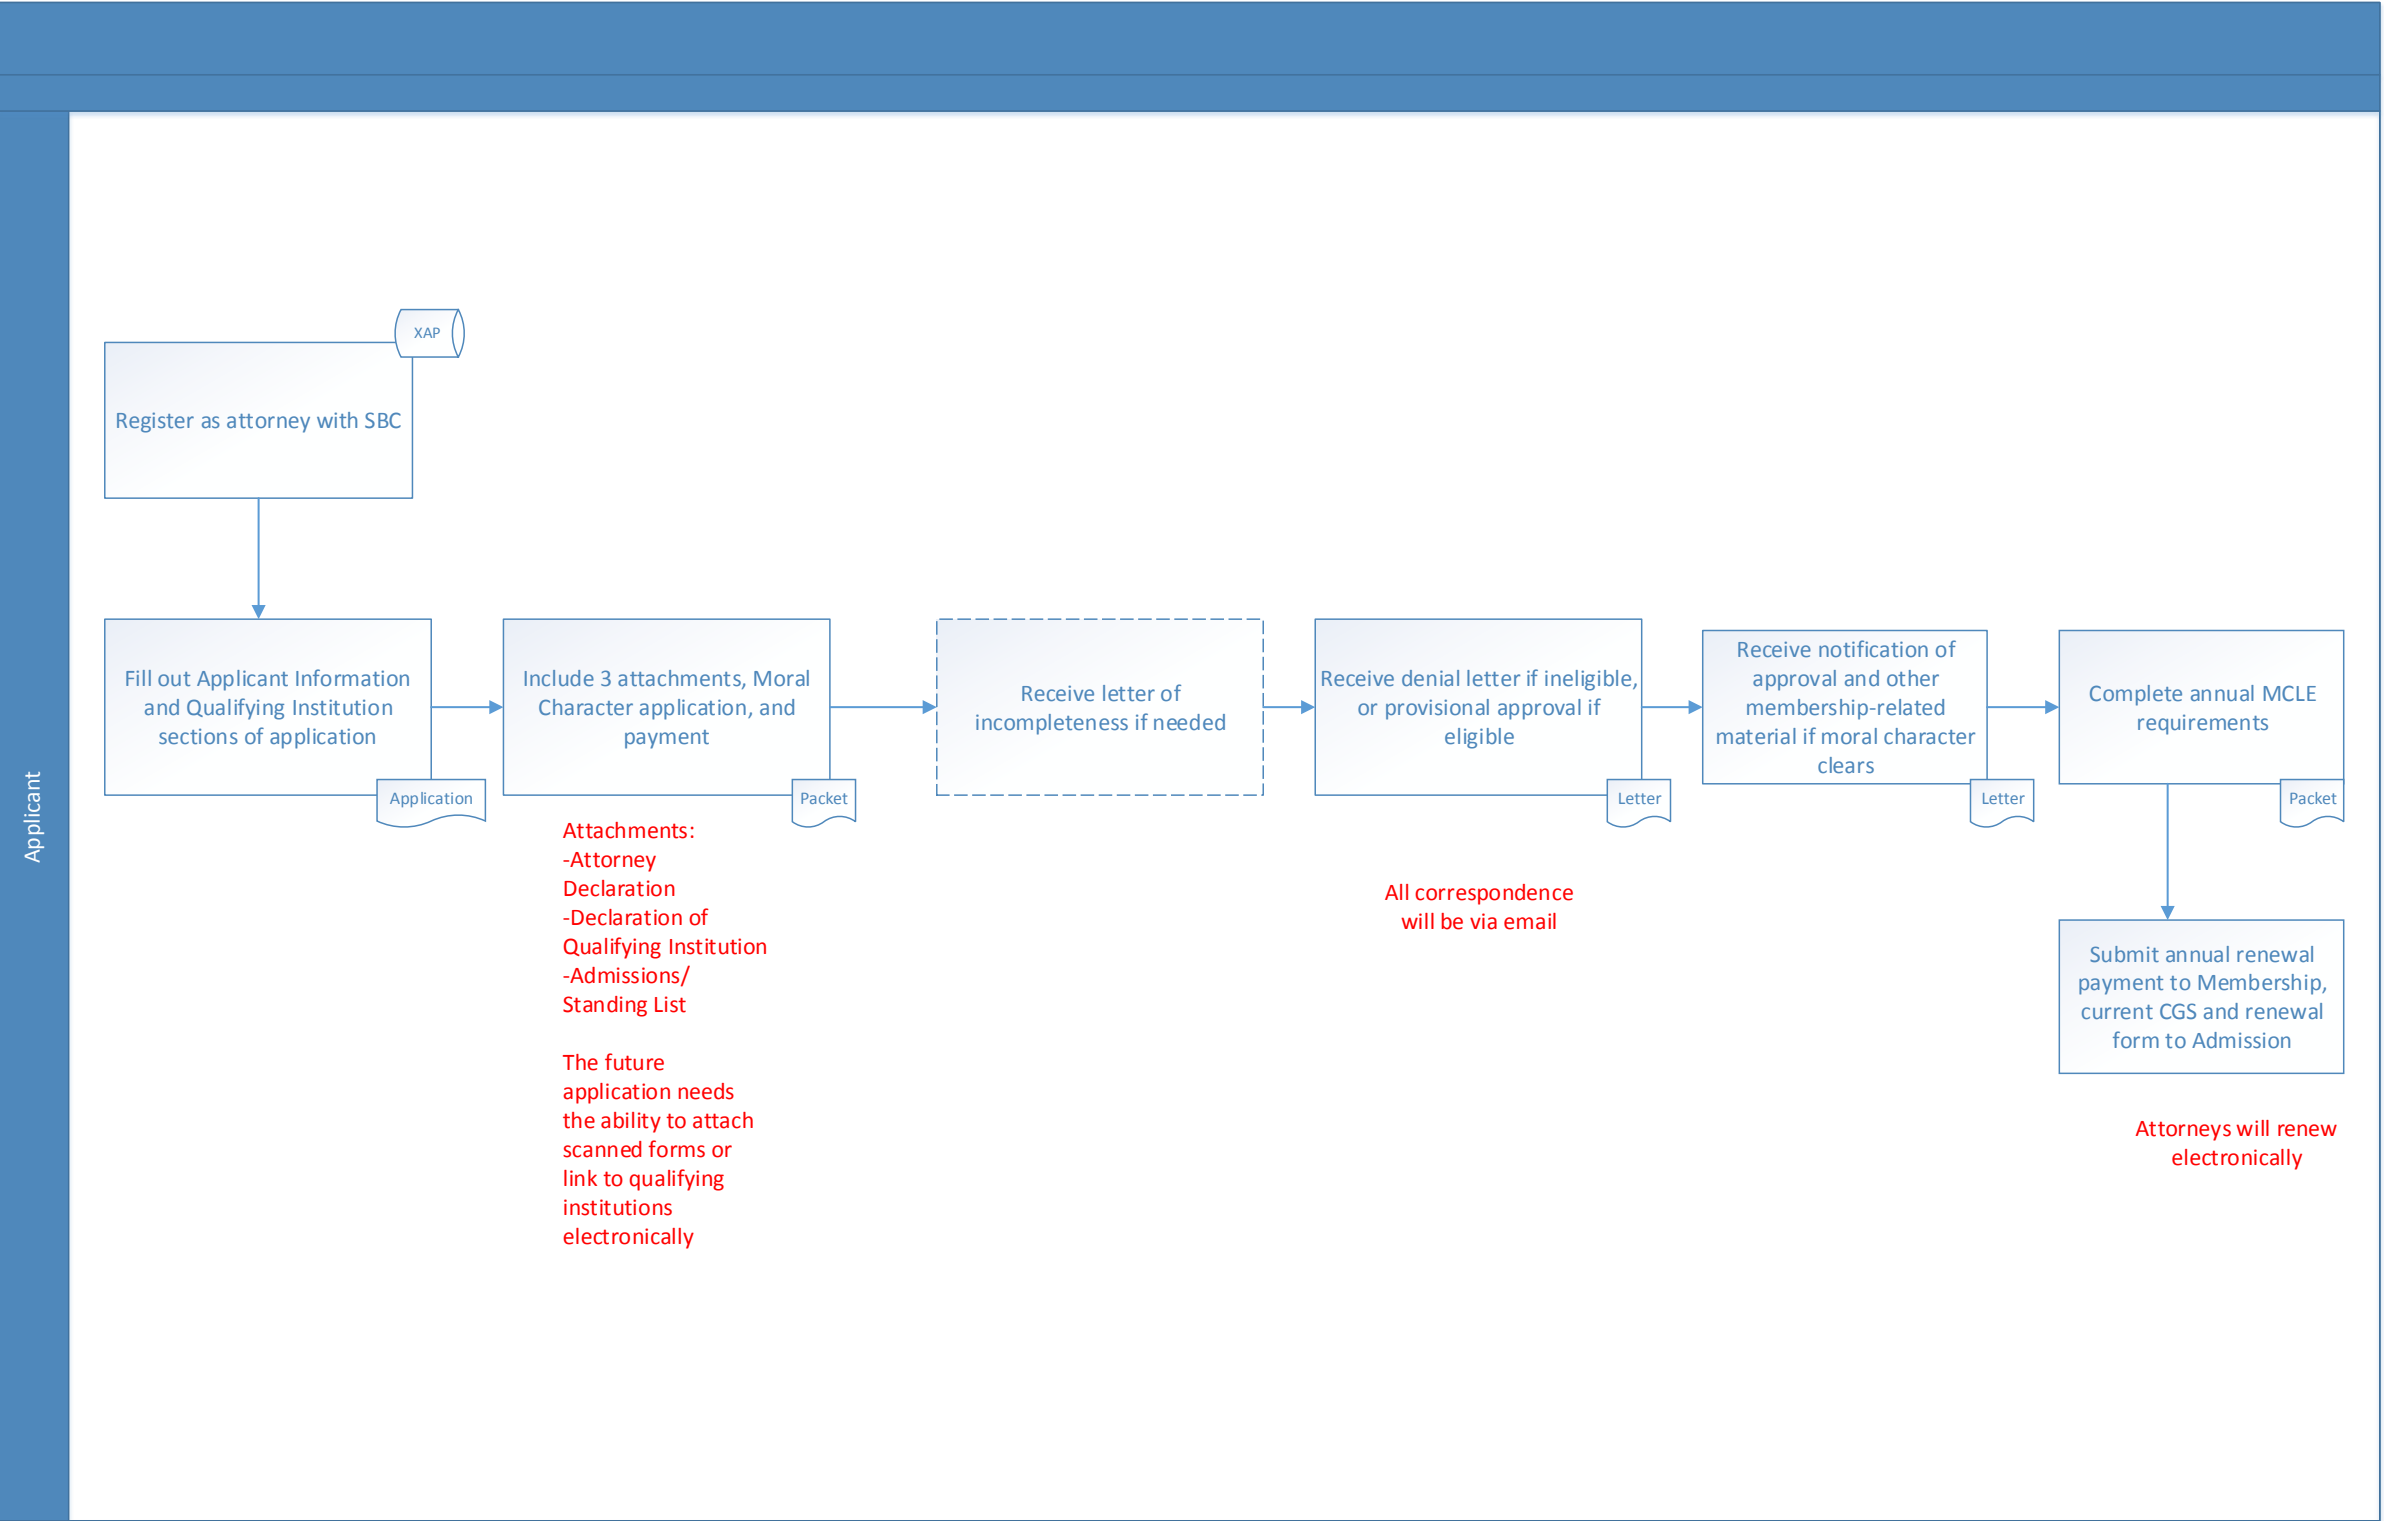 XAP
Register as attorney with SBC
Applicant
Fill out Applicant Information
and Qualifying Institution
sections of application
Application
Include 3 attachments, Moral
Character application, and
payment
Packet
Receive letter of
incompleteness if needed
Receive denial letter if ineligible,
or provisional approval if
eligible
Letter
Receive notification of
approval and other
membership-related
material if moral character
clears
Letter
Complete annual MCLE
requirements
Packet
Attachments:
-Attorney
Declaration
-Declaration of
Qualifying Institution
-Admissions/
Standing List
The future
application needs
the ability to attach
scanned forms or
link to qualifying
institutions
electronically
All correspondence
will be via email
Submit annual renewal
payment to Membership,
current CGS and renewal
form to Admission
Attorneys will renew
electronically